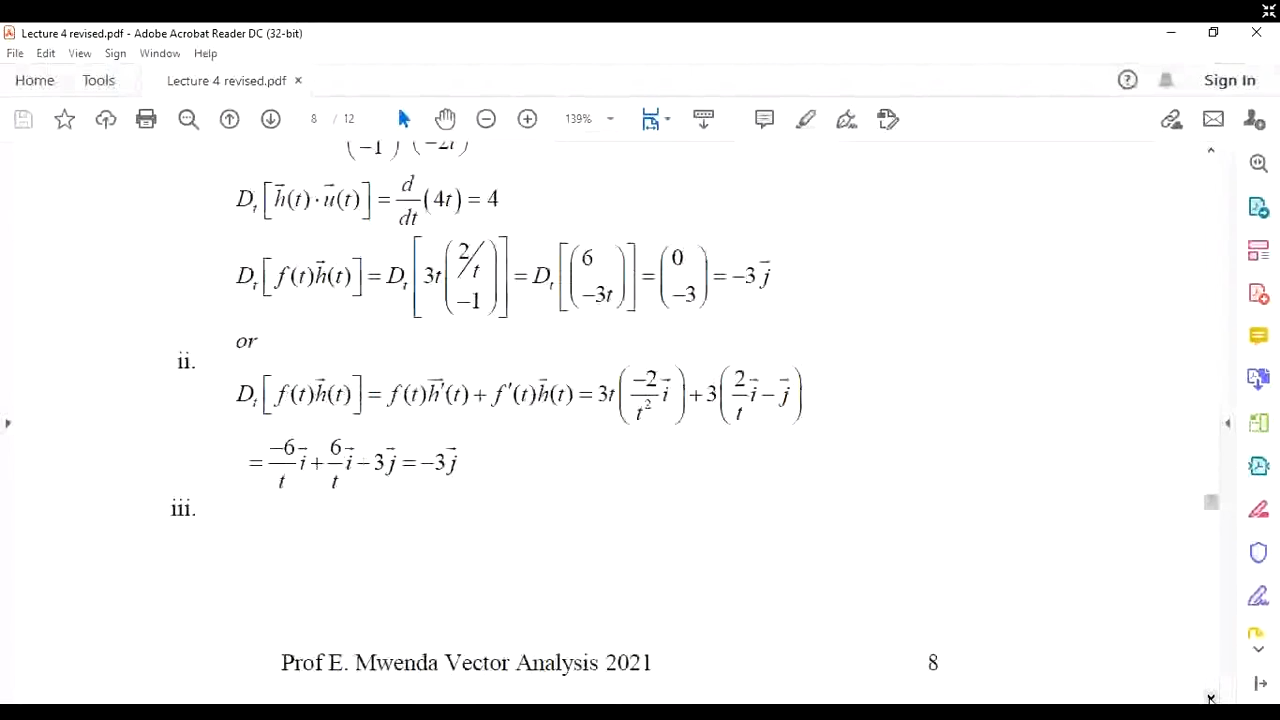 Lecture 4 revised.pdf - Adobe Acrobat Reader DC (32-bit)
File Edit View Sign Window Help
Home Tools Lecture 4 revised.pdf × Sign In
8 / 12 139%
(−1) (−2t)
D_t [h⃗(t)·u⃗(t)] = d/dt (4t) = 4
D_t [f(t)h⃗(t)] = D_t [3t (2/t, −1)] = D_t [(6, −3t)] = (0, −3) = −3 j⃗
or
ii.
D_t [f(t)h⃗(t)] = f(t)h⃗'(t) + f'(t)h⃗(t) = 3t (−2/t² i⃗) + 3 (2/t i⃗ − j⃗)
= −6/t i⃗ + 6/t i⃗ − 3j⃗ = −3j⃗
iii.
Prof E. Mwenda Vector Analysis 2021 8